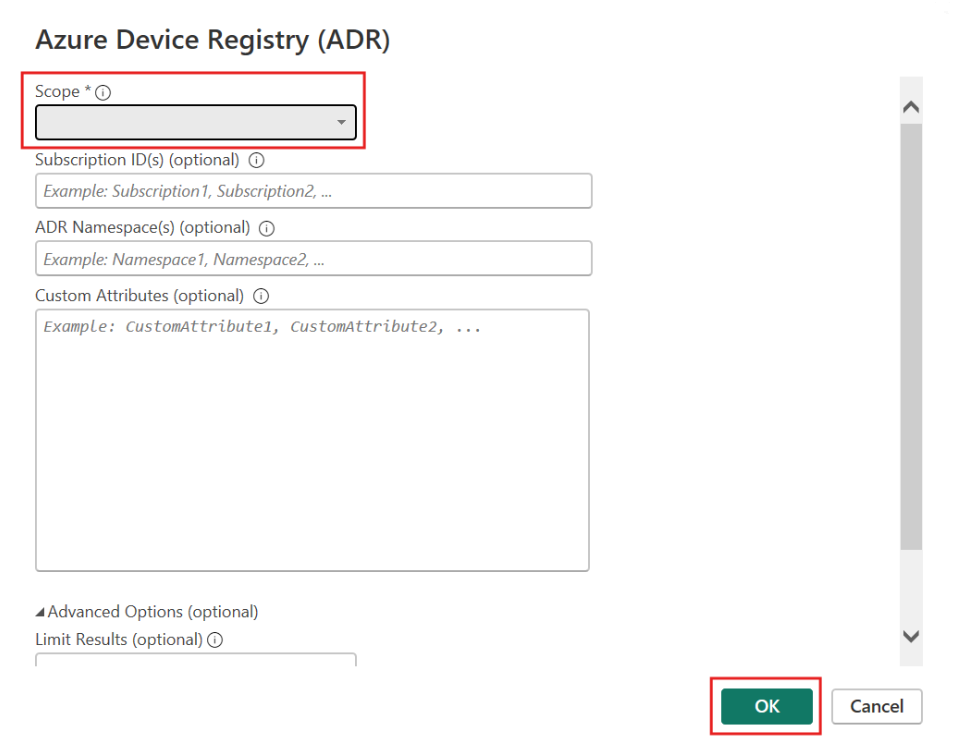 Azure Device Registry (ADR)
Scope *
Subscription ID(s) (optional)
Example: Subscription1, Subscription2, ...
ADR Namespace(s) (optional)
Example: Namespace1, Namespace2, ...
Custom Attributes (optional)
Example: CustomAttribute1, CustomAttribute2, ...
Advanced Options (optional)
Limit Results (optional)
OK Cancel